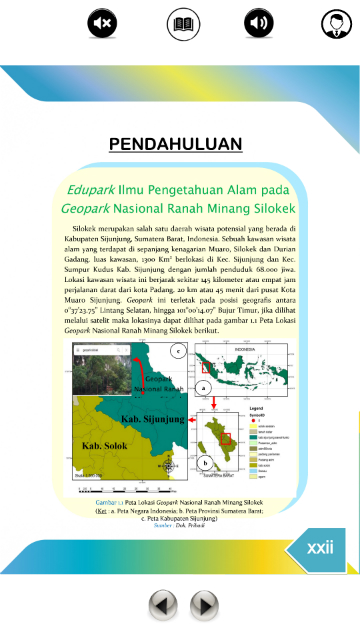 PENDAHULUAN
Edupark Ilmu Pengetahuan Alam pada
Geopark Nasional Ranah Minang Silokek
Silokek merupakan salah satu daerah wisata potensial yang berada di
Kabupaten Sijunjung, Sumatera Barat, Indonesia. Sebuah kawasan wisata
alam yang terdapat di sepanjang kenagarian Muaro, Silokek dan Durian
Gadang, luas kawasan, 1300 Km² berlokasi di Kec. Sijunjung dan Kec.
Sumpur Kudus Kab. Sijunjung dengan jumlah penduduk 68.000 jiwa.
Lokasi kawasan wisata ini berjarak sekitar 145 kilometer atau empat jam
perjalanan darat dari kota Padang, 20 km atau 45 menit dari pusat Kota
Muaro Sijunjung. Geopark ini terletak pada posisi geografis antara
0°37'23.75" Lintang Selatan, hingga 101°00'14.07" Bujur Timur, jika dilihat
melalui satelit maka lokasinya dapat dilihat pada gambar 1.1 Peta Lokasi
Geopark Nasional Ranah Minang Silokek berikut.
c
INDONESIA
a
Geopark
Nasional Ranah
Kab. Sijunjung
Kab. Solok
b
Legend
Gambar 1.1 Peta Lokasi Geopark Nasional Ranah Minang Silokek
(Ket : a. Peta Negara Indonesia; b. Peta Provinsi Sumatera Barat;
c. Peta Kabupaten Sijunjung)
Sumber : Dok. Pribadi
xxii